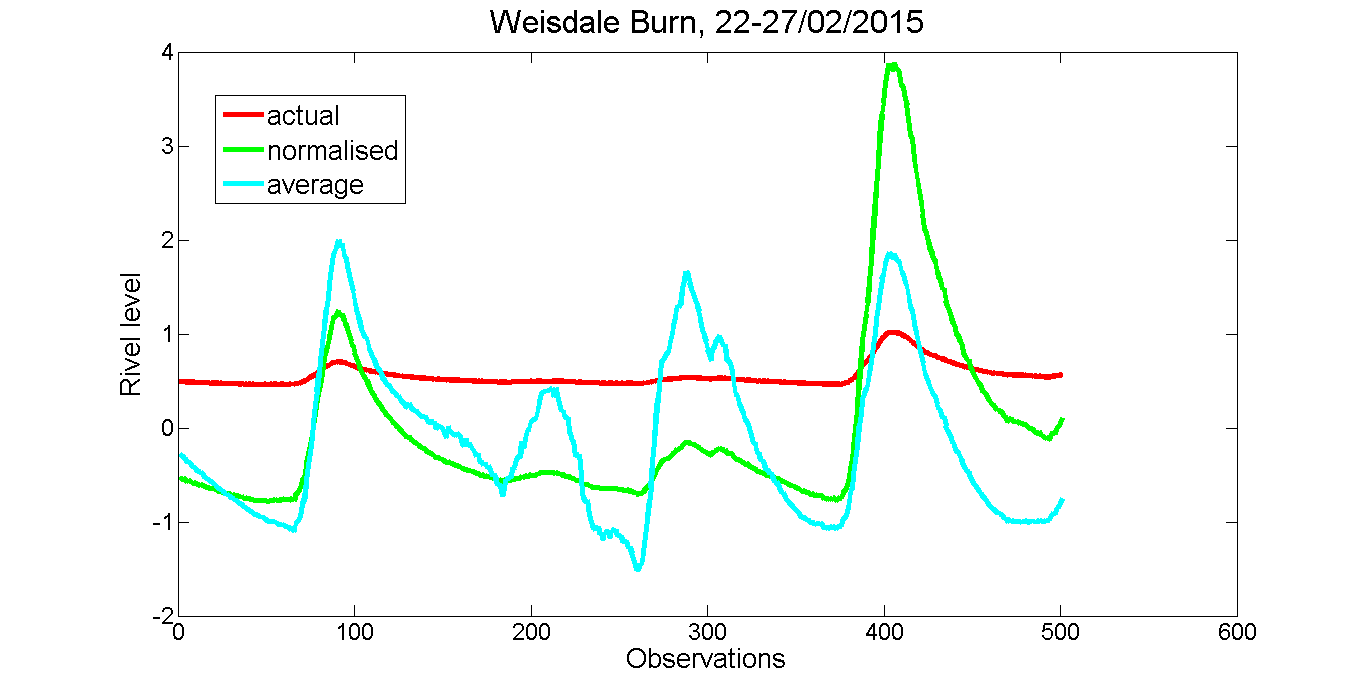 Weisdale Burn, 22-27/02/2015
4
3
2
1
0
-1
-2
actual
normalised
average
Rivel level
0 100 200 300 400 500 600
Observations